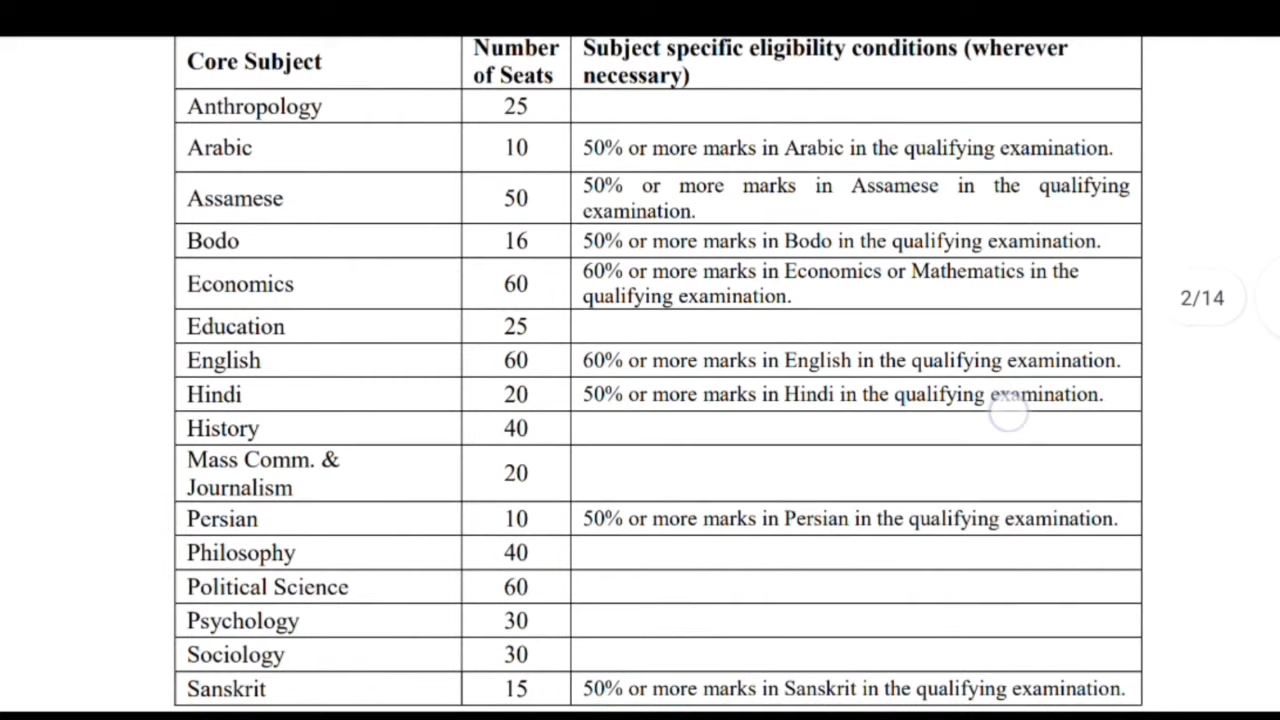 Core Subject Number of Seats Subject specific eligibility conditions (wherever necessary)
Anthropology 25
Arabic 10 50% or more marks in Arabic in the qualifying examination.
Assamese 50 50% or more marks in Assamese in the qualifying examination.
Bodo 16 50% or more marks in Bodo in the qualifying examination.
Economics 60 60% or more marks in Economics or Mathematics in the qualifying examination.
Education 25
English 60 60% or more marks in English in the qualifying examination.
Hindi 20 50% or more marks in Hindi in the qualifying examination.
History 40
Mass Comm. & Journalism 20
Persian 10 50% or more marks in Persian in the qualifying examination.
Philosophy 40
Political Science 60
Psychology 30
Sociology 30
Sanskrit 15 50% or more marks in Sanskrit in the qualifying examination.
2/14